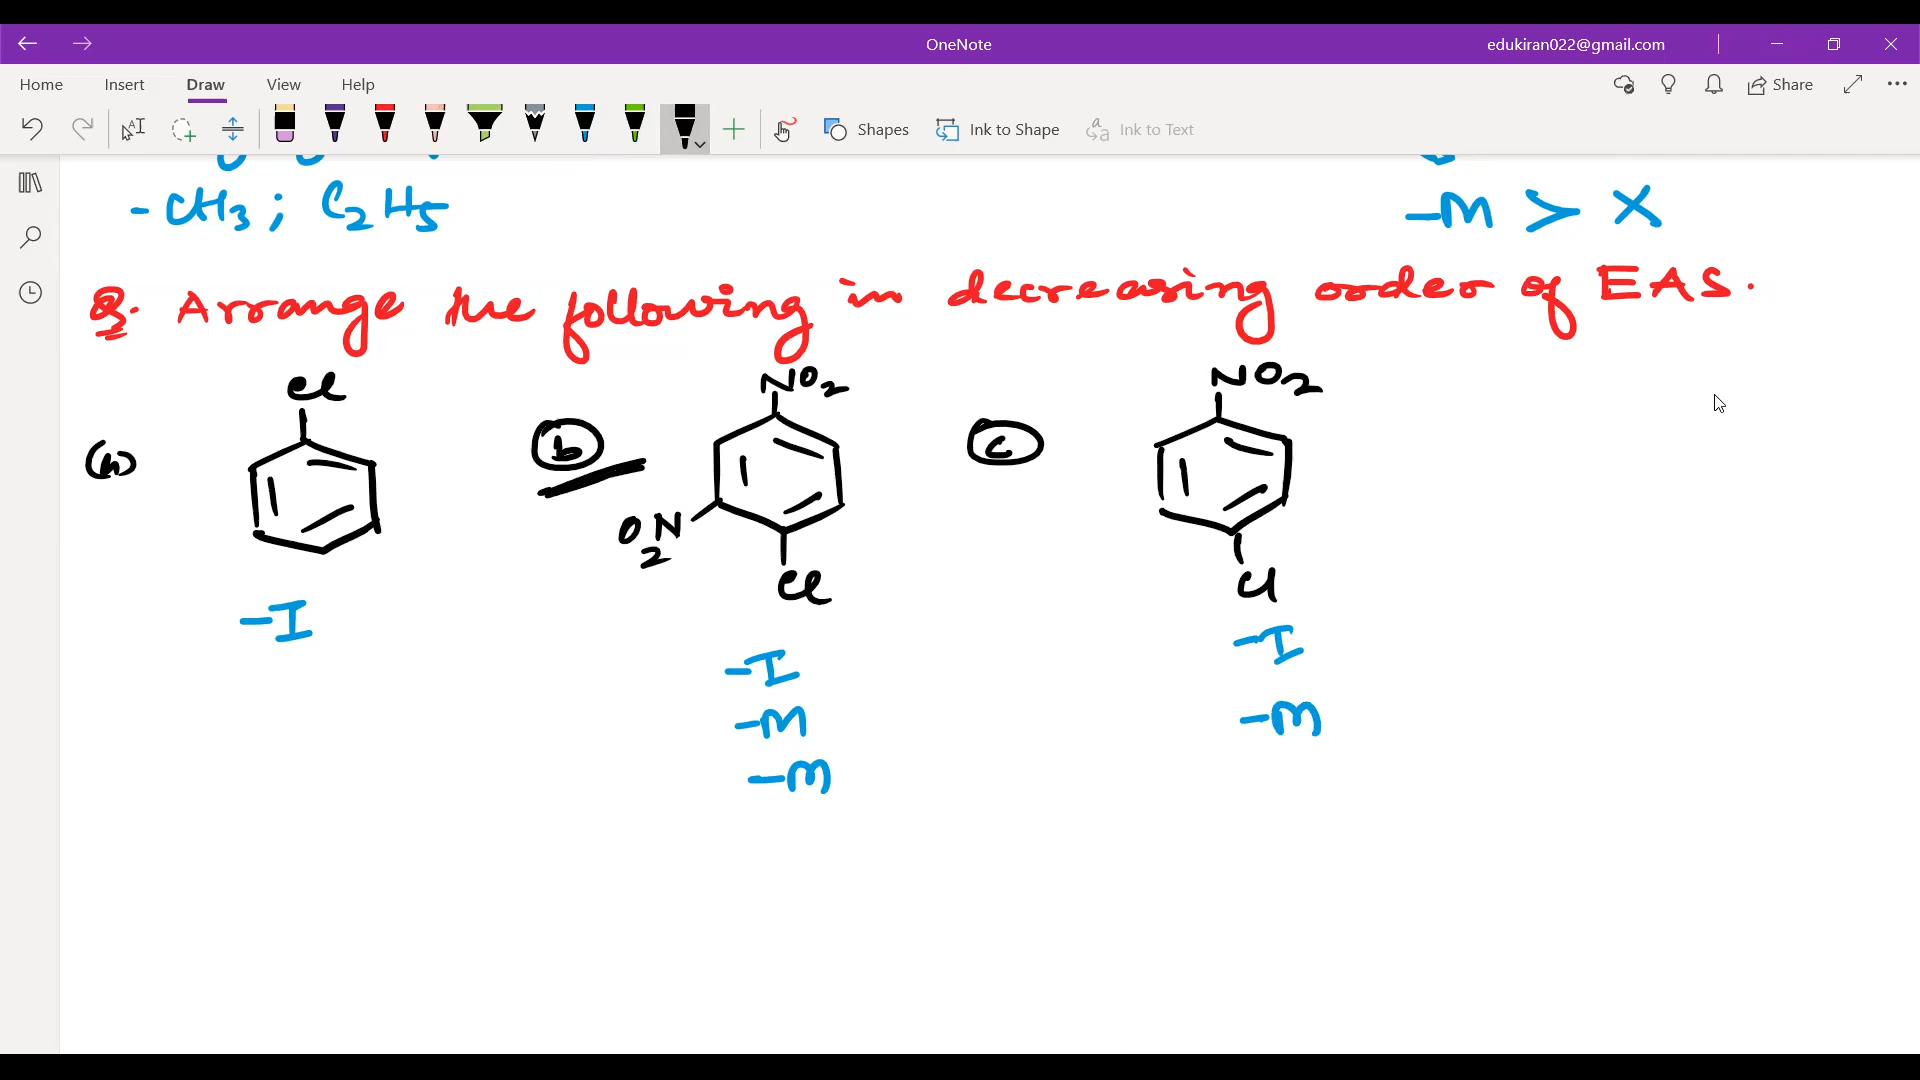 OneNote
edukiran022@gmail.com
Home Insert Draw View Help
Share
Shapes Ink to Shape Ink to Text
- CH3 ; C2H5
-M > X
Q. Arrange the following in decreasing order of EAS.
Cl
NO2
NO2
(a)
b
c
O2N
Cl
Cl
-I
-I
-I
-M
-M
-M